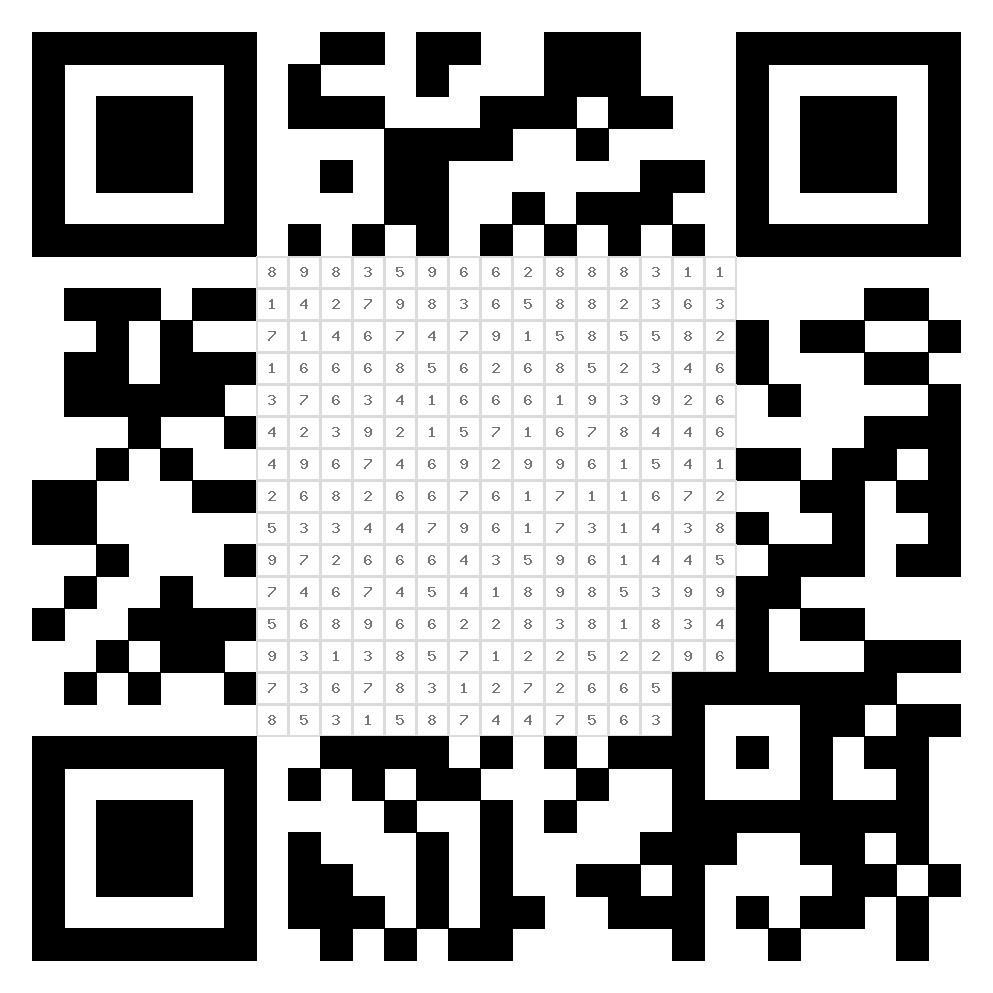 8 9 8 3 5 9 6 6 2 8 8 8 3 1 1
1 4 2 7 9 8 3 6 5 8 8 2 3 6 3
7 1 4 6 7 4 7 9 1 5 8 5 5 8 2
1 6 6 6 8 5 6 2 6 8 5 2 3 4 6
3 7 6 3 4 1 6 6 6 1 9 3 9 2 6
4 2 3 9 2 1 5 7 1 6 7 8 4 4 6
4 9 6 7 4 6 9 2 9 9 6 1 5 4 1
2 6 8 2 6 6 7 6 1 7 1 1 6 7 2
5 3 3 4 4 7 9 6 1 7 3 1 4 3 8
9 7 2 6 6 6 4 3 5 9 6 1 4 4 5
7 4 6 7 4 5 4 1 8 9 8 5 3 9 9
5 6 8 9 6 6 2 2 8 3 8 1 8 3 4
9 3 1 3 8 5 7 1 2 2 5 2 2 9 6
7 3 6 7 8 3 1 2 7 2 6 6 5
8 5 3 1 5 8 7 4 4 7 5 6 3